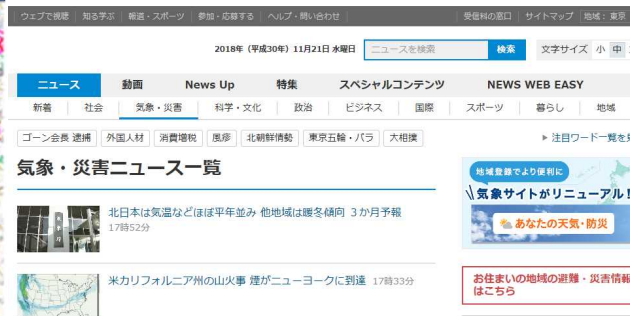 ウェブで視聴 知る学ぶ 報道・スポーツ 参加・応募する ヘルプ・問い合わせ 受信料の窓口 サイトマップ 地域：東京
2018年（平成30年）11月21日 水曜日 ニュースを検索 検索 文字サイズ 小 中
ニュース 動画 News Up 特集 スペシャルコンテンツ NEWS WEB EASY
新着 社会 気象・災害 科学・文化 政治 ビジネス 国際 スポーツ 暮らし 地域
ゴーン会長 逮捕 外国人材 消費増税 風疹 北朝鮮情勢 東京五輪・パラ 大相撲 ▶ 注目ワード一覧を
気象・災害ニュース一覧
地域登録でより便利に
気象サイトがリニューアル！
あなたの天気・防災
北日本は気温などほぼ平年並み 他地域は暖冬傾向 ３か月予報
17時52分
米カリフォルニア州の山火事 煙がニューヨークに到達 17時33分
お住まいの地域の避難・災害情報
はこちら